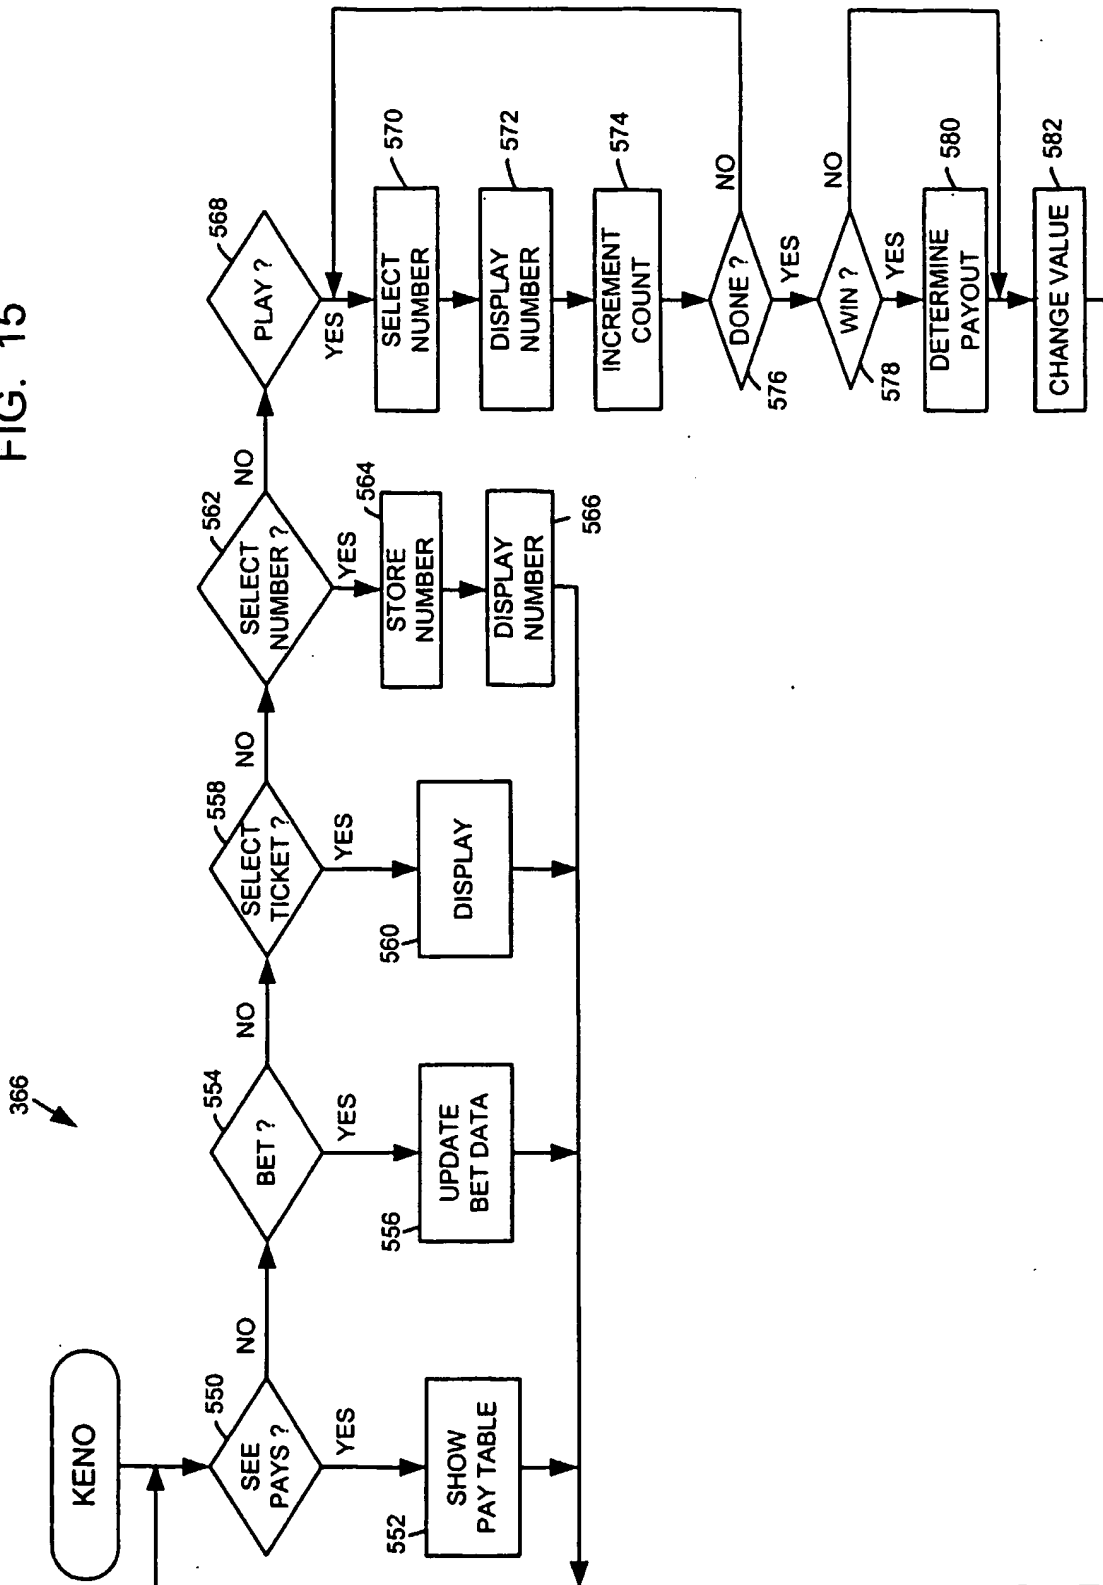 FIG. 15
366
KENO
550
SEE
PAYS ?
NO
YES
552
SHOW
PAY TABLE
554
BET ?
NO
YES
556
UPDATE
BET DATA
558
SELECT
TICKET ?
NO
YES
560
DISPLAY
562
SELECT
NUMBER ?
NO
YES
564
STORE
NUMBER
566
DISPLAY
NUMBER
568
PLAY ?
YES
570
SELECT
NUMBER
572
DISPLAY
NUMBER
574
INCREMENT
COUNT
576
DONE ?
NO
YES
578
WIN ?
NO
YES
580
DETERMINE
PAYOUT
582
CHANGE VALUE